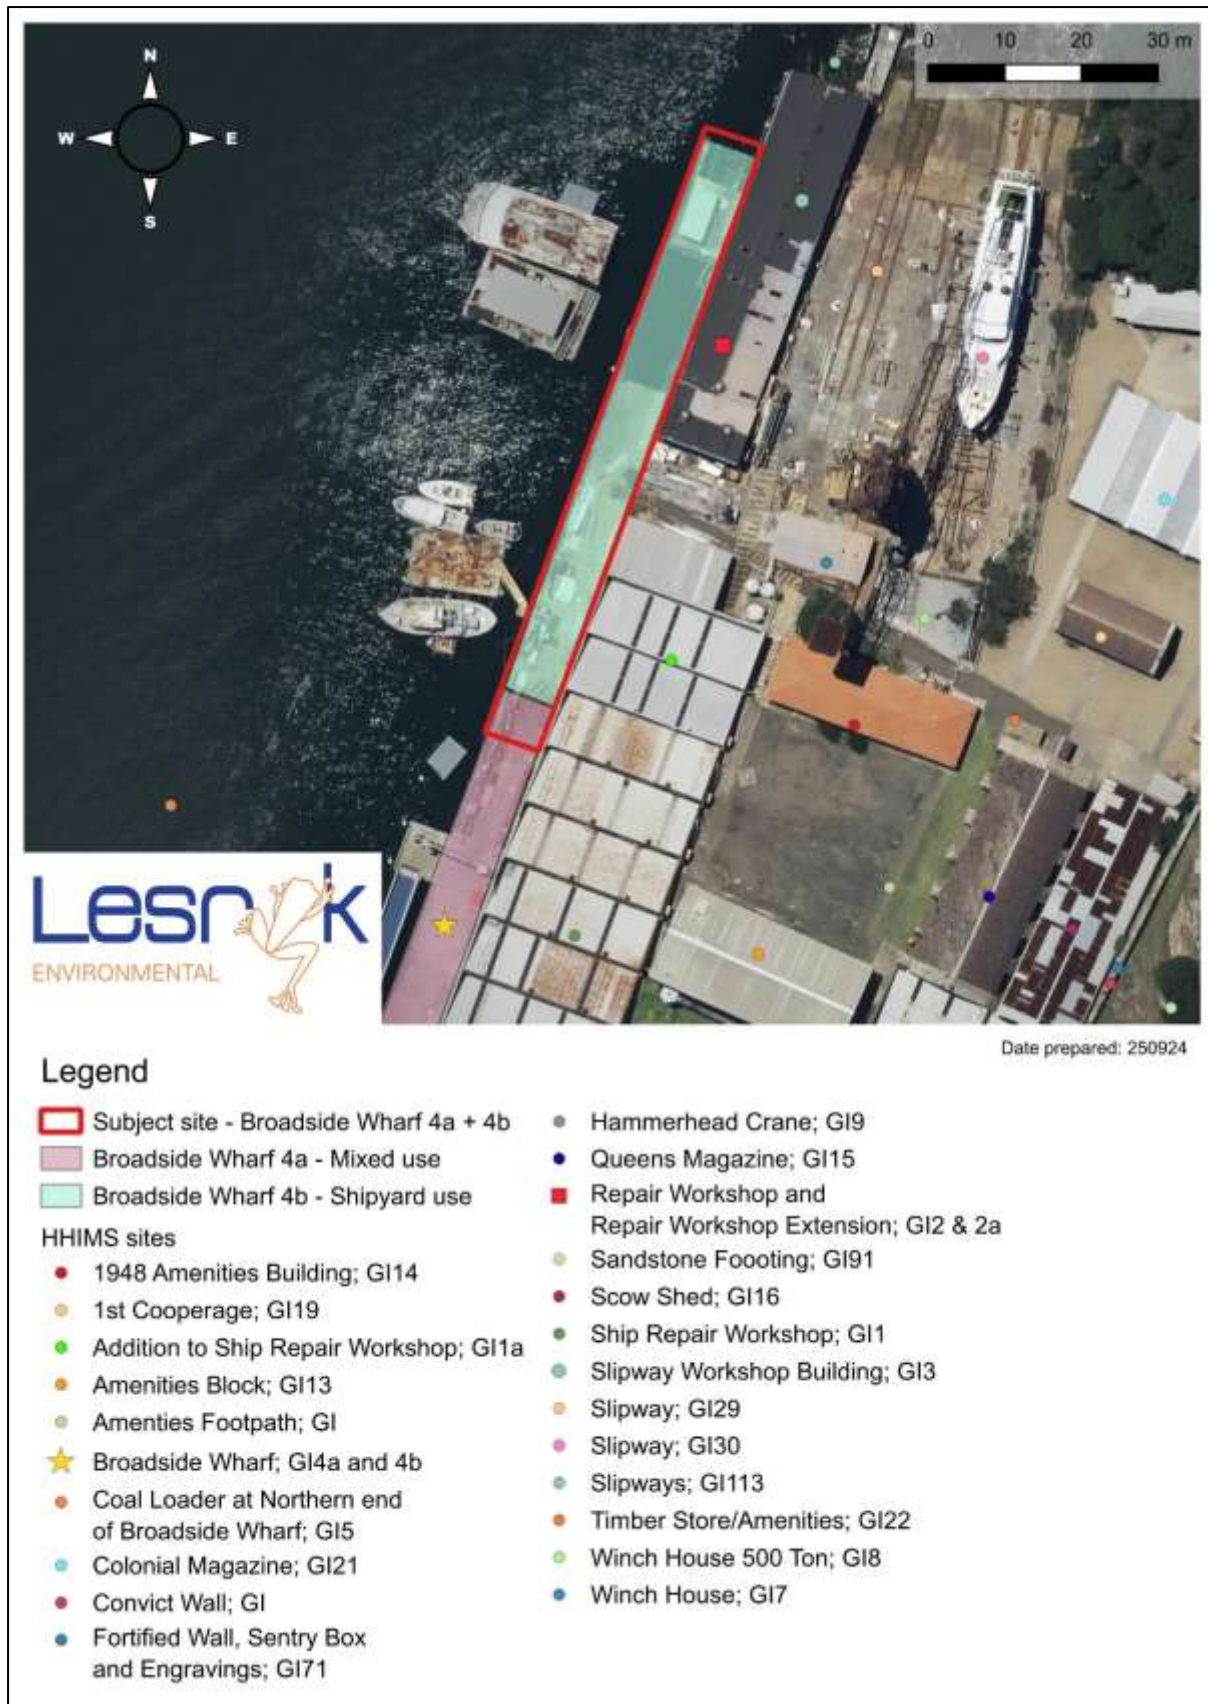 N
W
E
S
0 10 20 30 m
Lesryk
ENVIRONMENTAL
Date prepared: 250924
Legend
Subject site - Broadside Wharf 4a + 4b
Broadside Wharf 4a - Mixed use
Broadside Wharf 4b - Shipyard use
HHIMS sites
1948 Amenities Building; GI14
1st Cooperage; GI19
Addition to Ship Repair Workshop; GI1a
Amenities Block; GI13
Amenties Footpath; GI
Broadside Wharf; GI4a and 4b
Coal Loader at Northern end
of Broadside Wharf; GI5
Colonial Magazine; GI21
Convict Wall; GI
Fortified Wall, Sentry Box
and Engravings; GI71
Hammerhead Crane; GI9
Queens Magazine; GI15
Repair Workshop and
Repair Workshop Extension; GI2 & 2a
Sandstone Foooting; GI91
Scow Shed; GI16
Ship Repair Workshop; GI1
Slipway Workshop Building; GI3
Slipway; GI29
Slipway; GI30
Slipways; GI113
Timber Store/Amenities; GI22
Winch House 500 Ton; GI8
Winch House; GI7